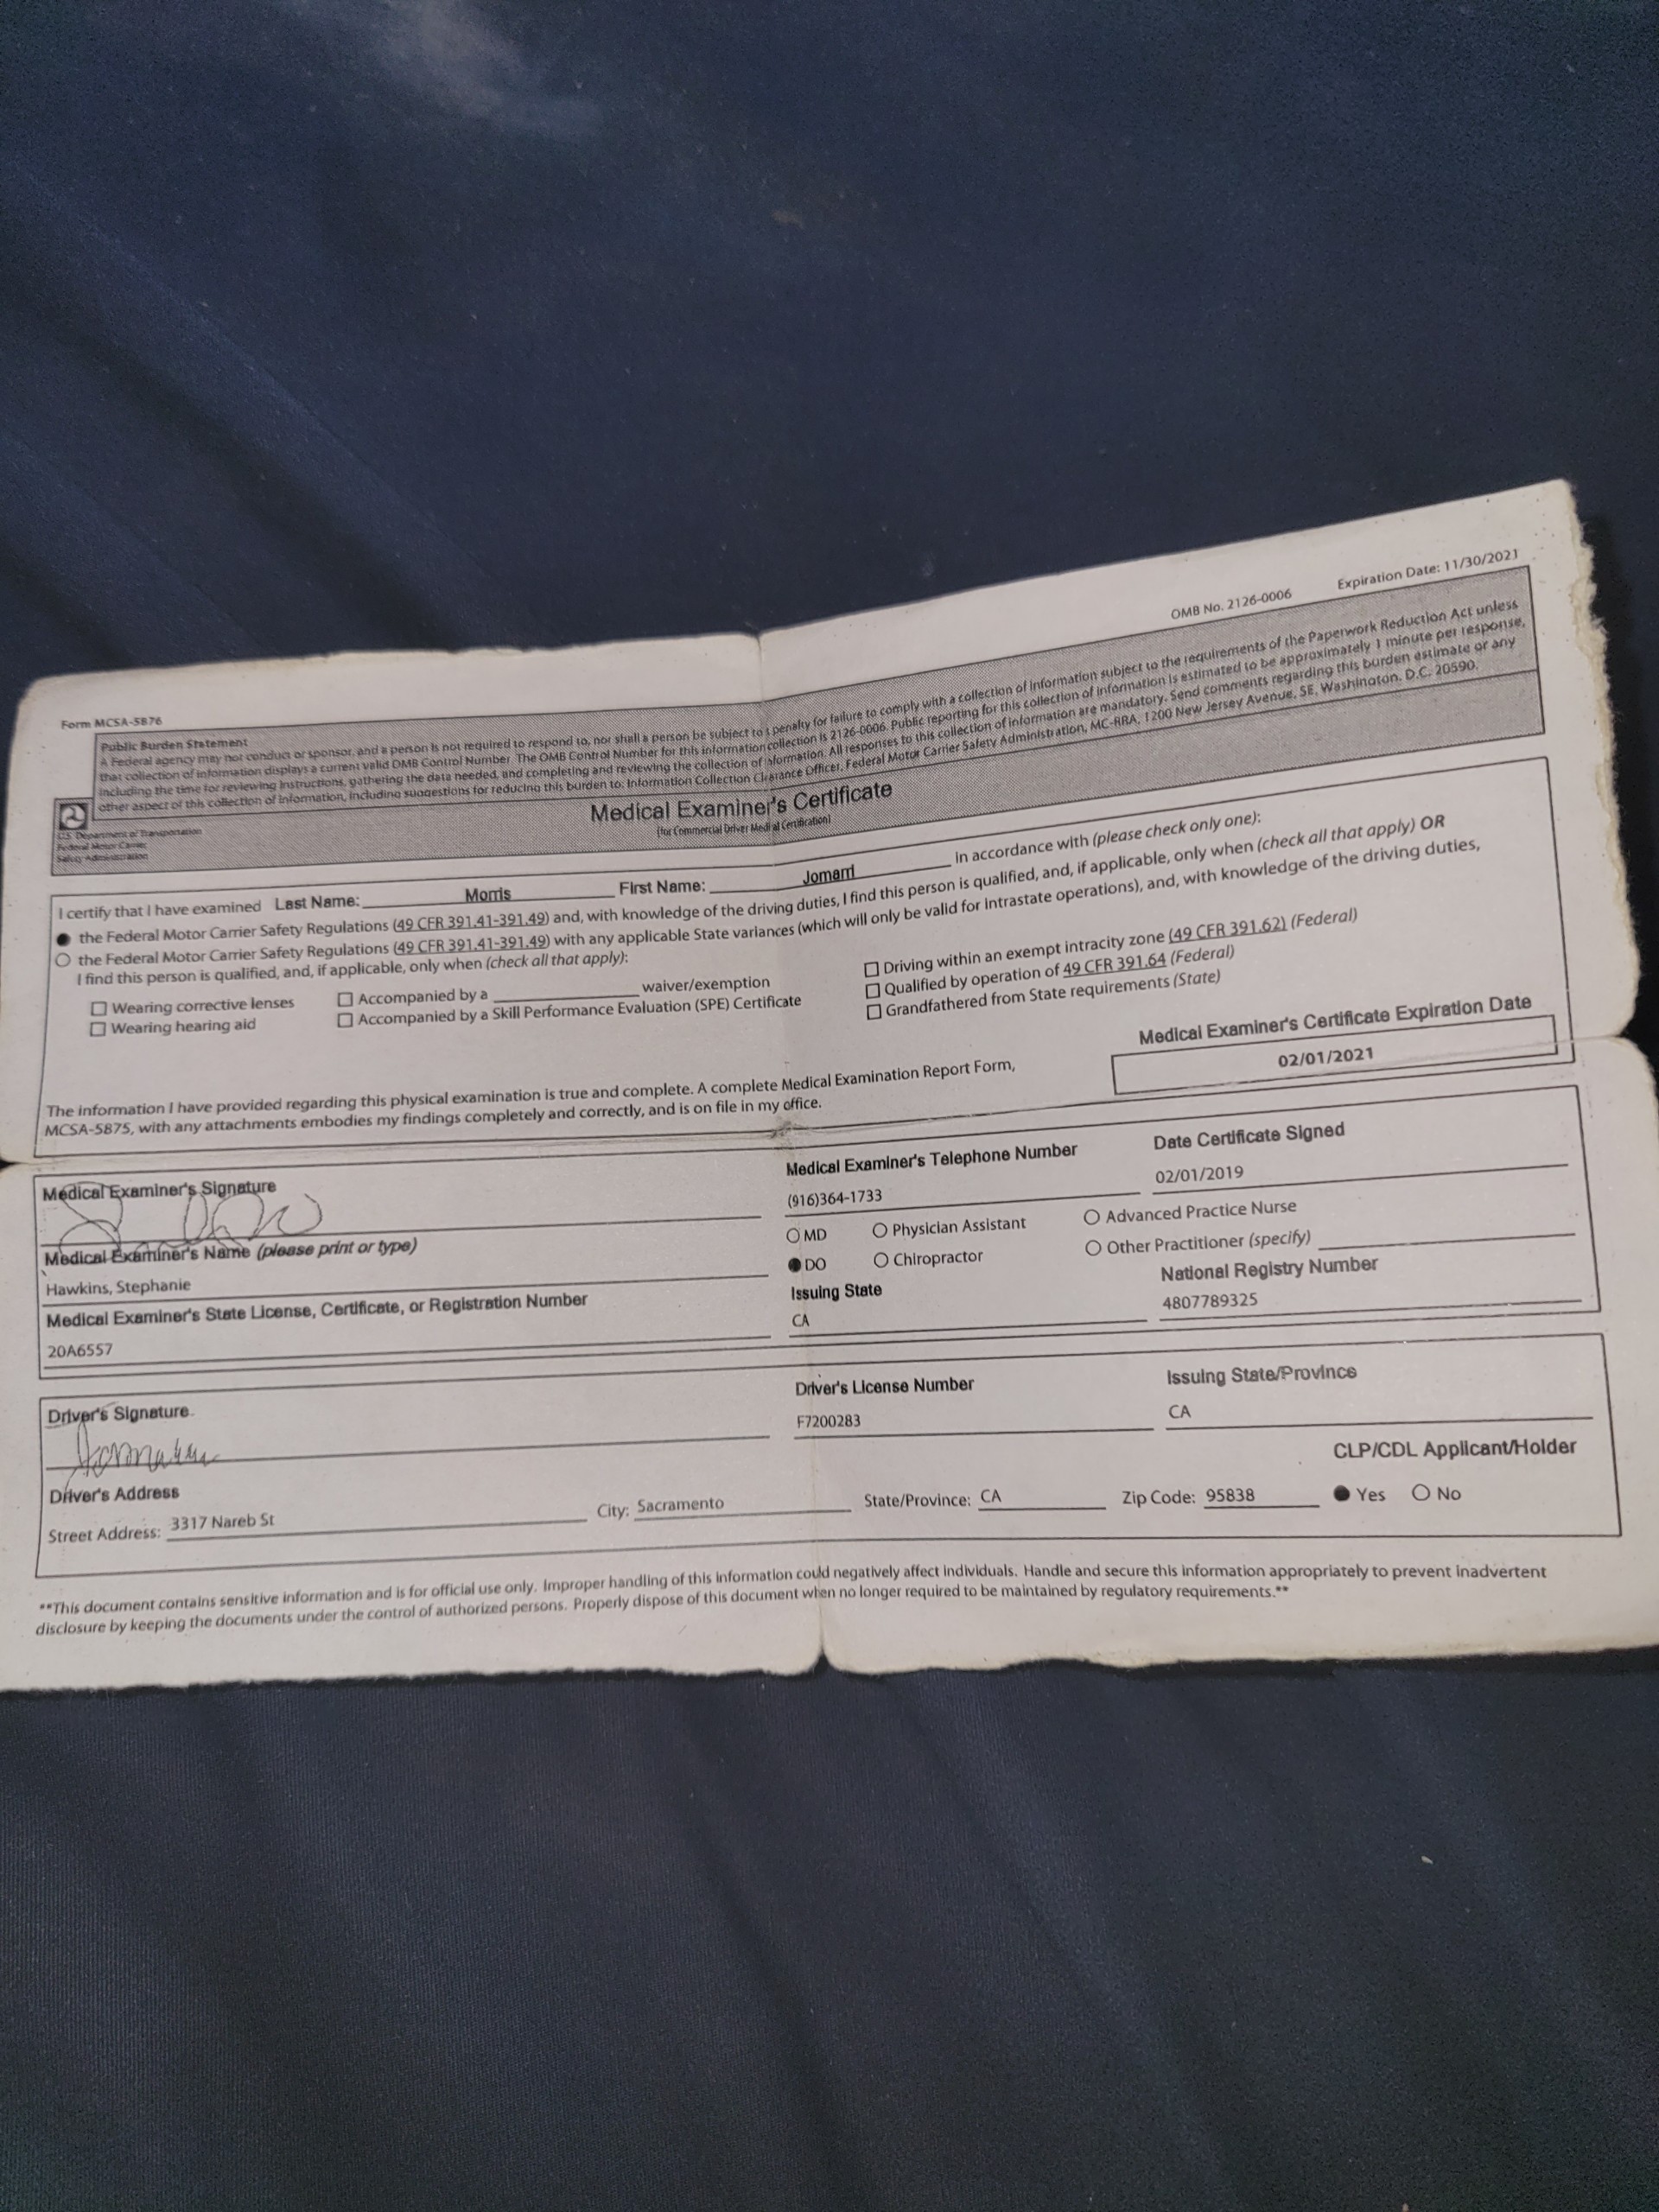 OMB No. 2126-0006 Expiration Date: 11/30/2021
Form MCSA-5876
Public Burden Statement
A Federal agency may not conduct or sponsor, and a person is not required to respond to, nor shall a person be subject to a penalty for failure to comply with a collection of information subject to the requirements of the Paperwork Reduction Act unless
that collection of information displays a current valid OMB Control Number. The OMB Control Number for this information collection is 2126-0006. Public reporting for this collection of information is estimated to be approximately 1 minute per response,
including the time for reviewing instructions, gathering the data needed, and completing and reviewing the collection of information. All responses to this collection of information are mandatory. Send comments regarding this burden estimate or any
other aspect of this collection of information, including suggestions for reducing this burden to: Information Collection Clearance Officer, Federal Motor Carrier Safety Administration, MC-RRA, 1200 New Jersey Avenue, SE, Washington, D.C. 20590.
U.S. Department of Transportation
Federal Motor Carrier
Safety Administration
Medical Examiner's Certificate
(for Commercial Driver Medical Certification)
I certify that I have examined Last Name: Morris First Name: Jomarri In accordance with (please check only one):
the Federal Motor Carrier Safety Regulations (49 CFR 391.41-391.49) and, with knowledge of the driving duties, I find this person is qualified, and, if applicable, only when (check all that apply) OR
the Federal Motor Carrier Safety Regulations (49 CFR 391.41-391.49) with any applicable State variances (which will only be valid for intrastate operations), and, with knowledge of the driving duties,
I find this person is qualified, and, if applicable, only when (check all that apply):
Wearing corrective lenses Accompanied by a waiver/exemption Driving within an exempt intracity zone (49 CFR 391.62) (Federal)
Wearing hearing aid Accompanied by a Skill Performance Evaluation (SPE) Certificate Qualified by operation of 49 CFR 391.64 (Federal)
Grandfathered from State requirements (State)
Medical Examiner's Certificate Expiration Date
02/01/2021
The information I have provided regarding this physical examination is true and complete. A complete Medical Examination Report Form,
MCSA-5875, with any attachments embodies my findings completely and correctly, and is on file in my office.
Medical Examiner's Signature Medical Examiner's Telephone Number Date Certificate Signed
(916)364-1733 02/01/2019
MD Physician Assistant Advanced Practice Nurse
Medical Examiner's Name (please print or type) DO Chiropractor Other Practitioner (specify)
Hawkins, Stephanie
Medical Examiner's State License, Certificate, or Registration Number Issuing State National Registry Number
20A6557 CA 4807789325
Driver's Signature Driver's License Number Issuing State/Province
F7200283 CA
CLP/CDL Applicant/Holder
Driver's Address
Street Address: 3317 Nareb St City: Sacramento State/Province: CA Zip Code: 95838 Yes No
**This document contains sensitive information and is for official use only. Improper handling of this information could negatively affect individuals. Handle and secure this information appropriately to prevent inadvertent
disclosure by keeping the documents under the control of authorized persons. Properly dispose of this document when no longer required to be maintained by regulatory requirements.**